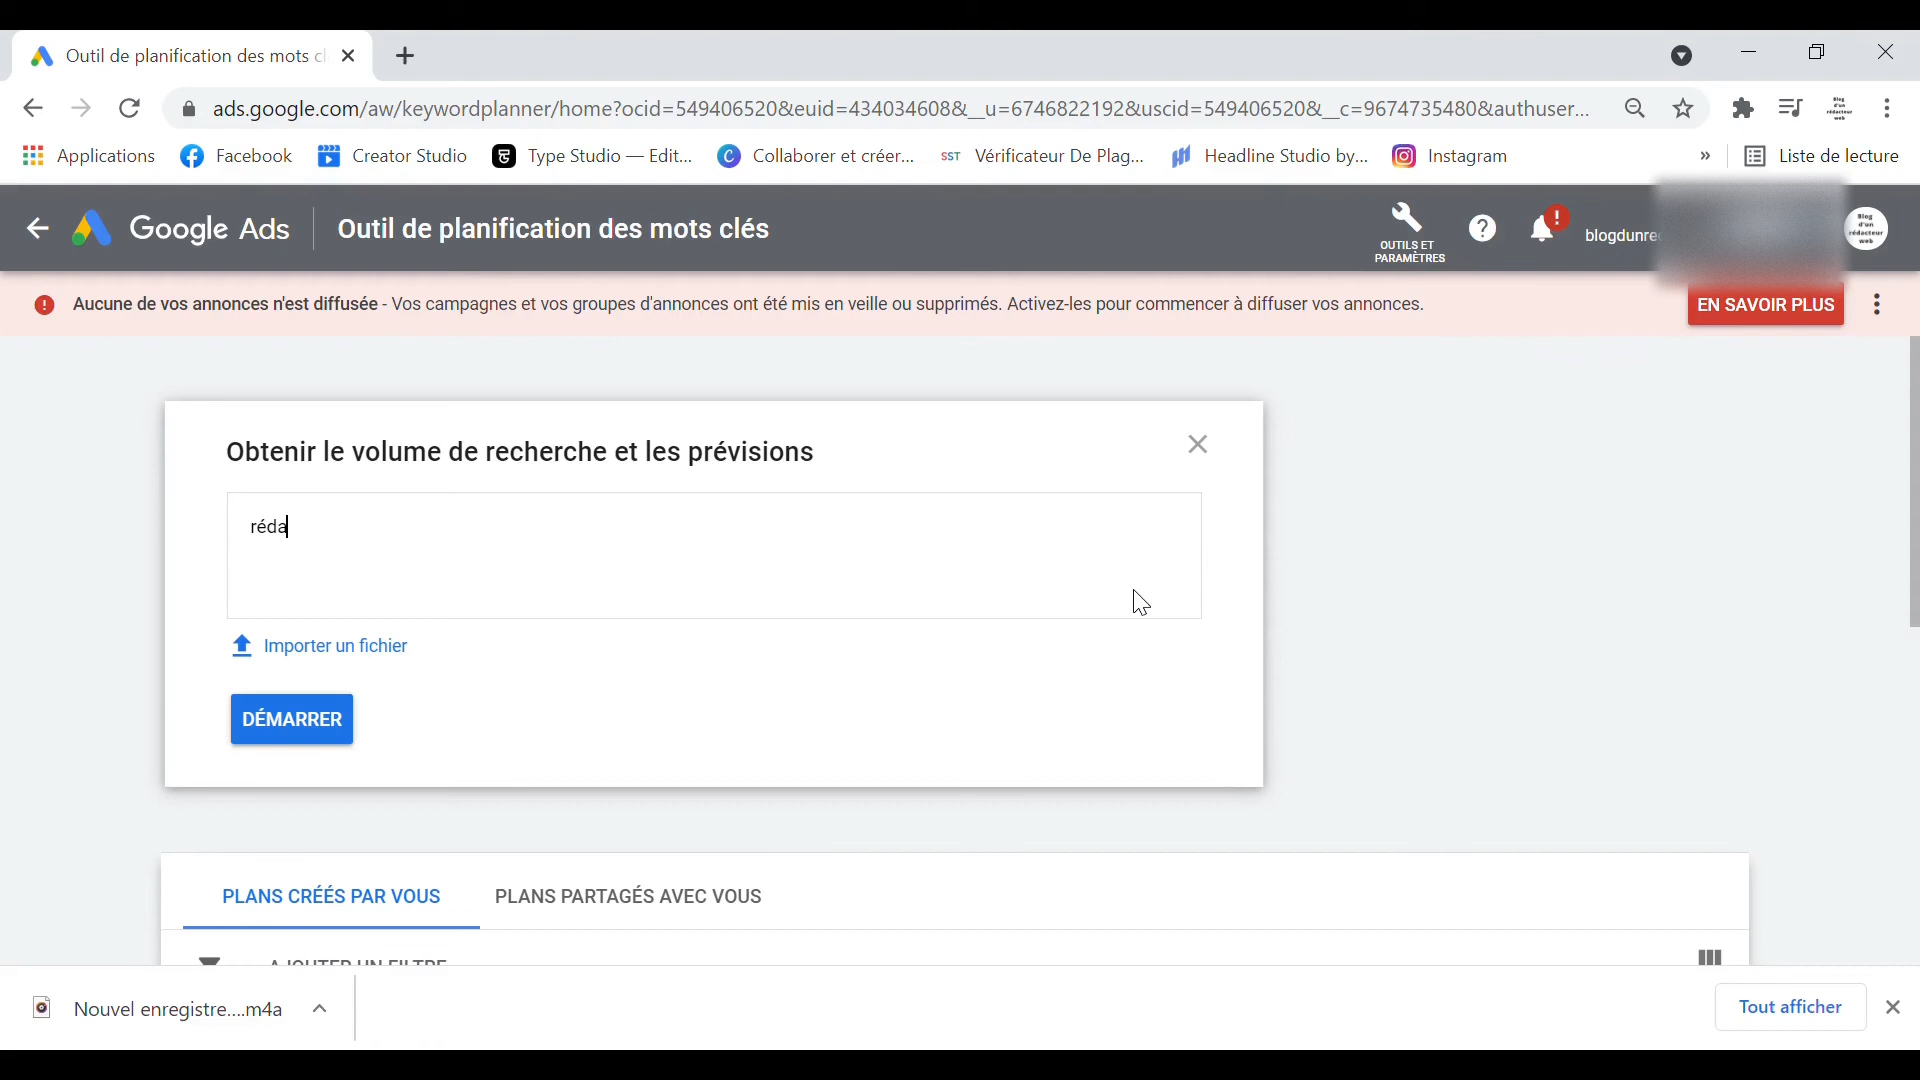 Outil de planification des mots
ads.google.com/aw/keywordplanner/home?ocid=549406520&euid=434034608&__u=6746822192&uscid=549406520&__c=9674735480&authuser...
Applications
Facebook
Creator Studio
Type Studio — Edit...
Collaborer et créer...
SST Vérificateur De Plag...
Headline Studio by...
Instagram
»
Liste de lecture
Google Ads
Outil de planification des mots clés
OUTILS ET
PARAMÈTRES
blogdunre
Blog
d'un
rédacteur
web
Aucune de vos annonces n'est diffusée - Vos campagnes et vos groupes d'annonces ont été mis en veille ou supprimés. Activez-les pour commencer à diffuser vos annonces.
EN SAVOIR PLUS
Obtenir le volume de recherche et les prévisions
réda
Importer un fichier
DÉMARRER
PLANS CRÉÉS PAR VOUS
PLANS PARTAGÉS AVEC VOUS
AJOUTER UN FILTRE
Nouvel enregistre....m4a
Tout afficher